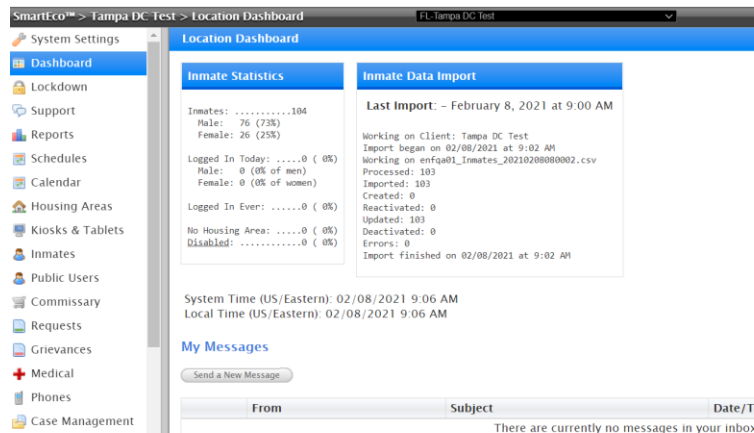 SmartEco™ > Tampa DC Test > Location Dashboard
FL-Tampa DC Test
System Settings
Dashboard
Lockdown
Support
Reports
Schedules
Calendar
Housing Areas
Kiosks & Tablets
Inmates
Public Users
Commissary
Requests
Grievances
Medical
Phones
Case Management
Location Dashboard
Inmate Statistics
Inmates: ...........104
Male: 76 (73%)
Female: 26 (25%)
Logged In Today: .....0 ( 0%)
Male: 0 (0% of men)
Female: 0 (0% of women)
Logged In Ever: ......0 ( 0%)
No Housing Area: .....0 ( 0%)
Disabled: ............0 ( 0%)
Inmate Data Import
Last Import: – February 8, 2021 at 9:00 AM
Working on Client: Tampa DC Test
Import began on 02/08/2021 at 9:02 AM
Working on enfqa01_Inmates_20210208080002.csv
Processed: 103
Imported: 103
Created: 0
Reactivated: 0
Updated: 103
Deactivated: 0
Errors: 0
Import finished on 02/08/2021 at 9:02 AM
System Time (US/Eastern): 02/08/2021 9:06 AM
Local Time (US/Eastern): 02/08/2021 9:06 AM
My Messages
Send a New Message
From Subject Date/T
There are currently no messages in your inbox